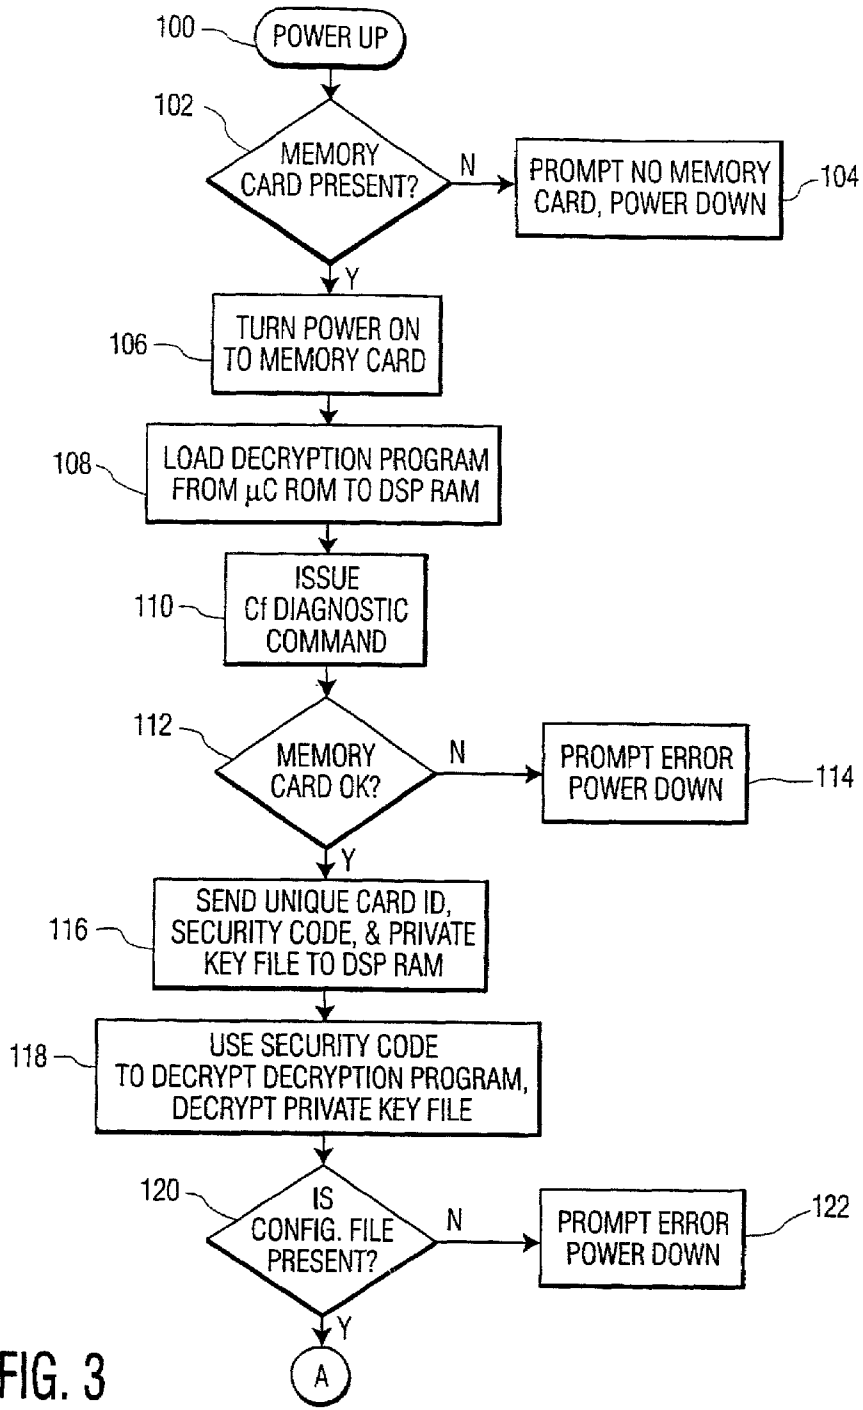 100
POWER UP
102
MEMORY
CARD PRESENT?
N
PROMPT NO MEMORY
CARD, POWER DOWN
104
Y
106
TURN POWER ON
TO MEMORY CARD
108
LOAD DECRYPTION PROGRAM
FROM µC ROM TO DSP RAM
110
ISSUE
Cf DIAGNOSTIC
COMMAND
112
MEMORY
CARD OK?
N
PROMPT ERROR
POWER DOWN
114
Y
116
SEND UNIQUE CARD ID,
SECURITY CODE, & PRIVATE
KEY FILE TO DSP RAM
118
USE SECURITY CODE
TO DECRYPT DECRYPTION PROGRAM,
DECRYPT PRIVATE KEY FILE
120
IS
CONFIG. FILE
PRESENT?
N
PROMPT ERROR
POWER DOWN
122
Y
A
FIG. 3